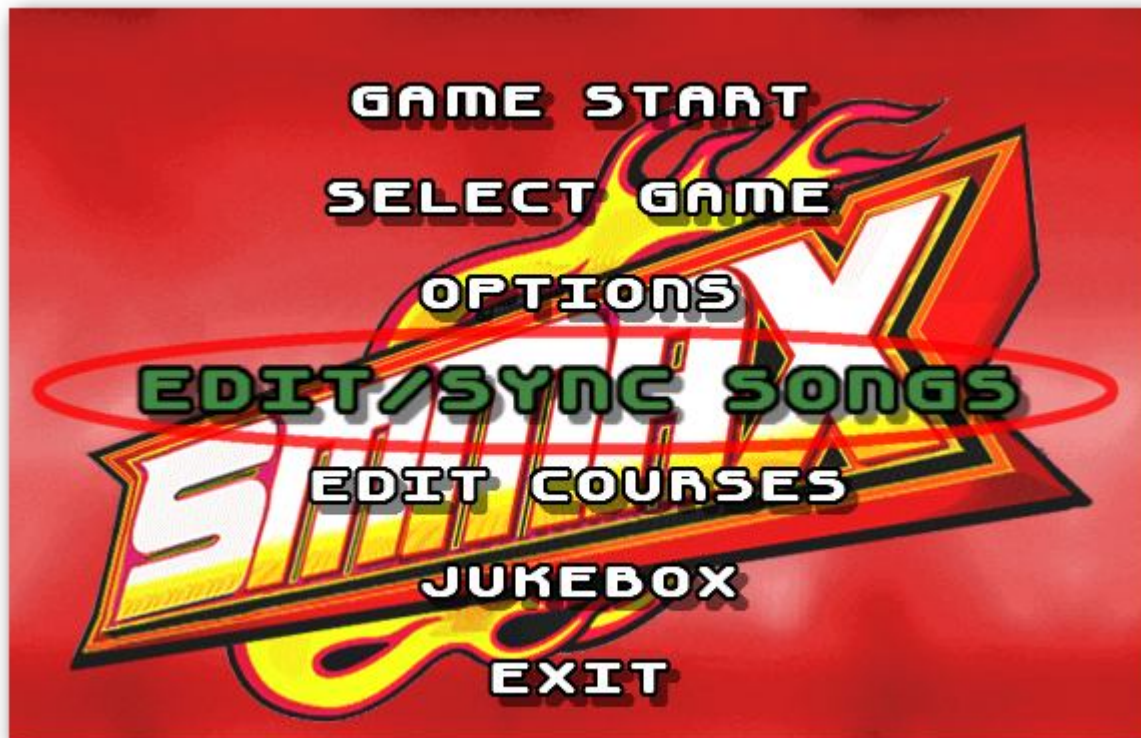 GAME START
SELECT GAME
OPTIONS
EDIT/SYNC SONGS
EDIT COURSES
JUKEBOX
EXIT